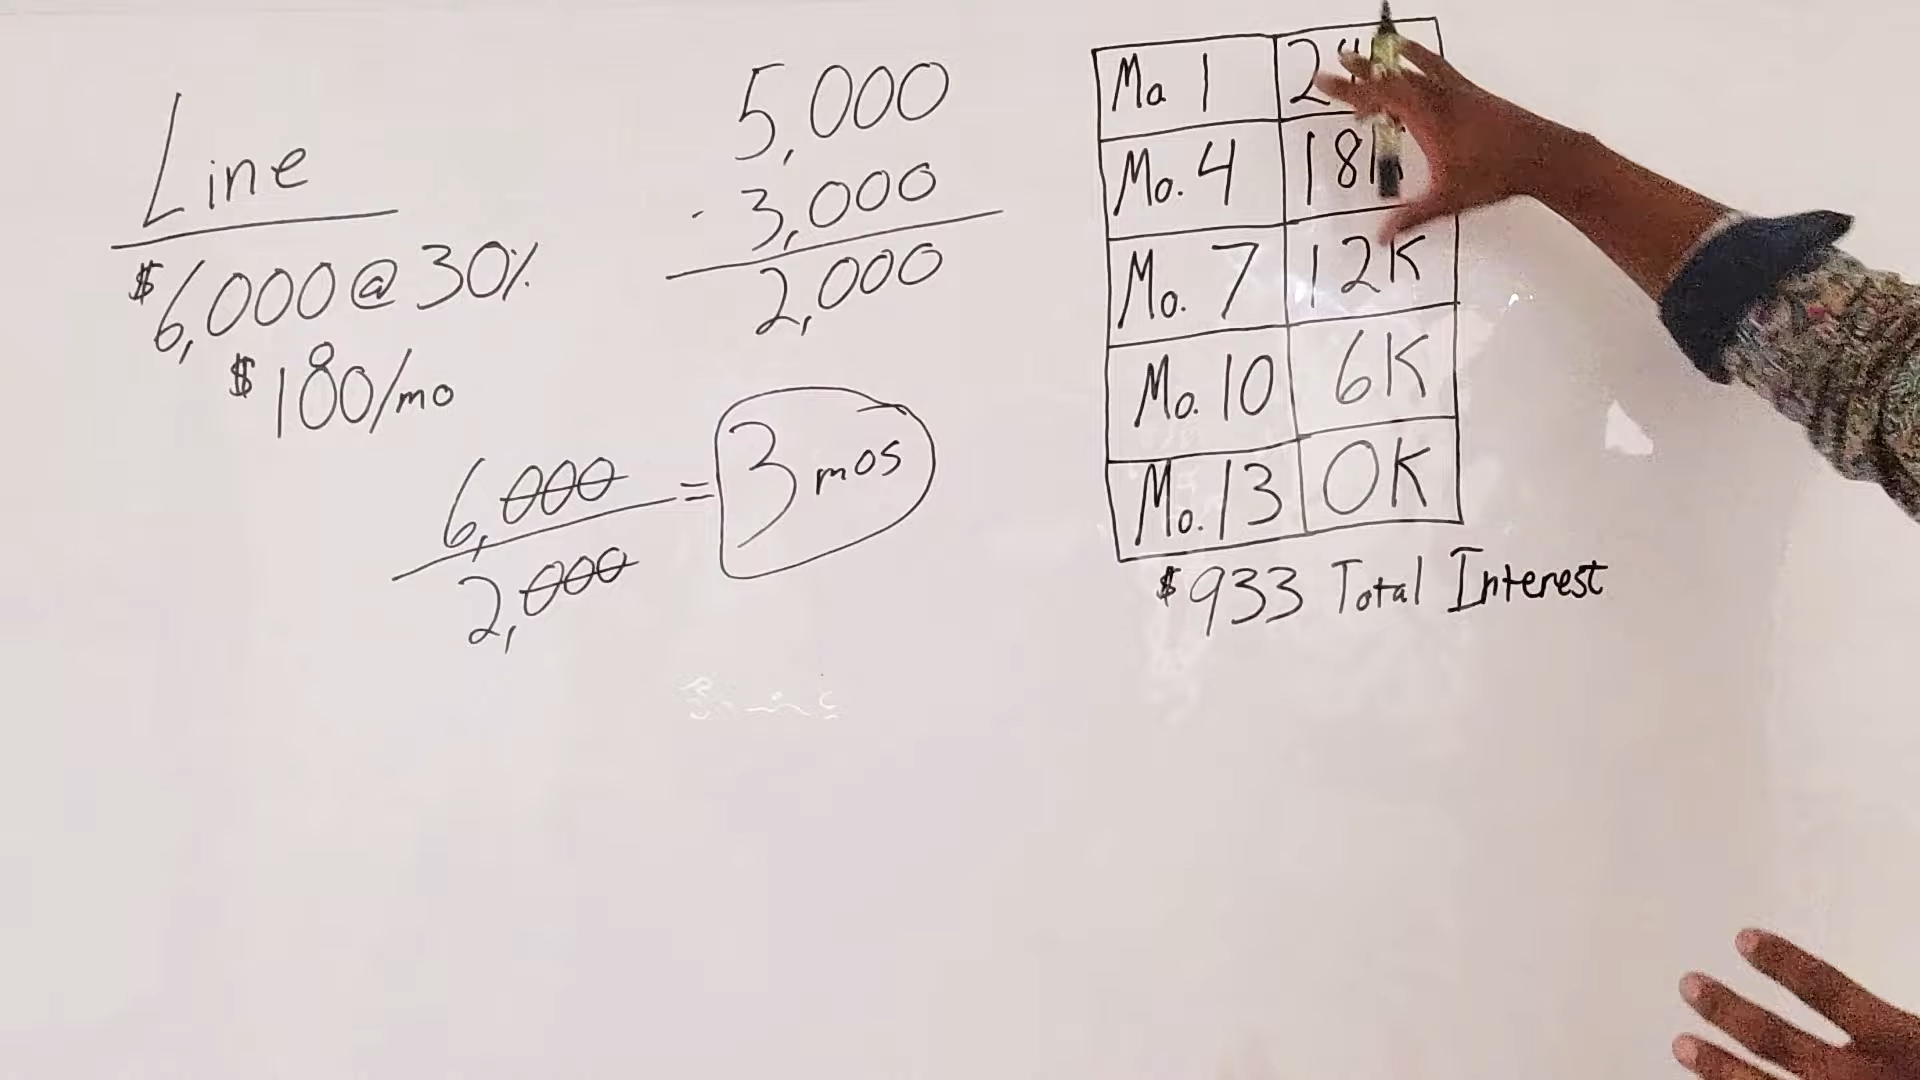 Line
$6,000 @ 30%
$180/mo
5,000
- 3,000
2,000
6,000
2,000
= 3 mos
Mo 1
Mo. 4 18K
Mo. 7 12K
Mo. 10 6K
Mo. 13 0K
$933 Total Interest